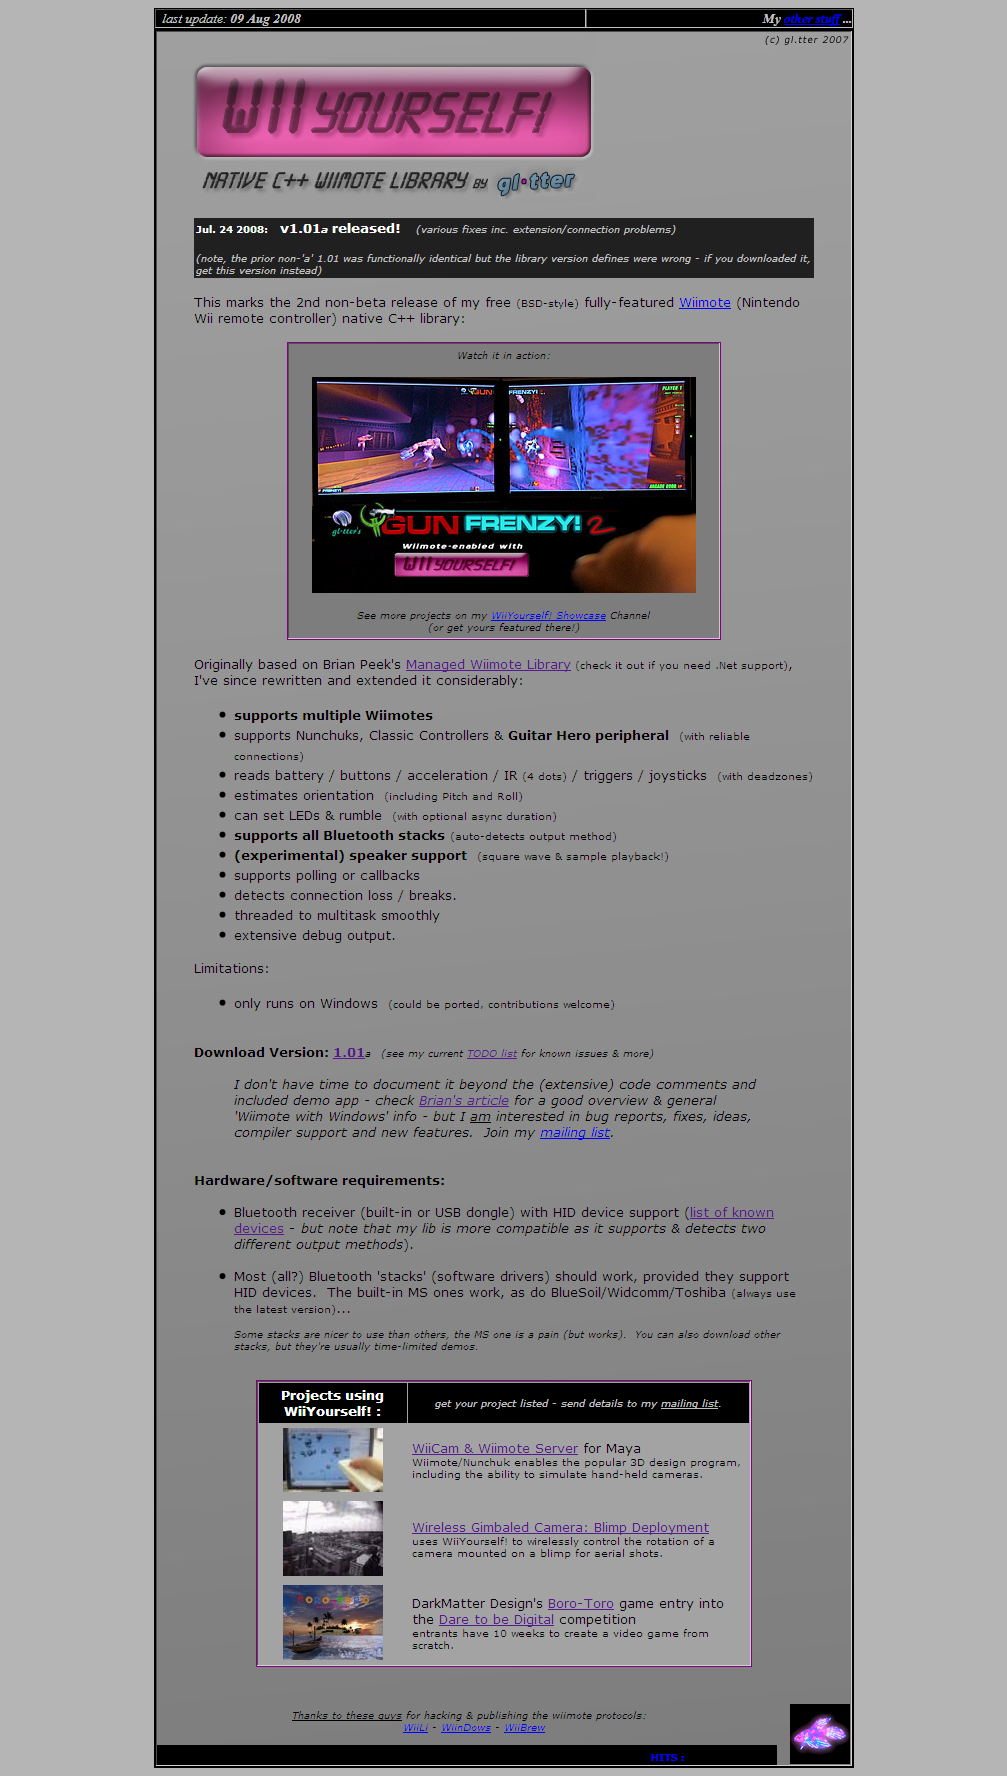 last update: 09 Aug 2008
My other stuff ...
(c) gl.tter 2007
WII YOURSELF!
NATIVE C++ WIIMOTE LIBRARY BY gl•tter
Jul. 24 2008: v1.01a released! (various fixes inc. extension/connection problems)
(note, the prior non-'a' 1.01 was functionally identical but the library version defines were wrong - if you downloaded it,
get this version instead)
This marks the 2nd non-beta release of my free (BSD-style) fully-featured Wiimote (Nintendo
Wii remote controller) native C++ library:
Watch it in action:
GUN FRENZY! 2
PLAYER 1
gl•tter's
GUN FRENZY! 2
Wiimote-enabled with
WII YOURSELF!
See more projects on my WiiYourself! Showcase Channel
(or get yours featured there!)
Originally based on Brian Peek's Managed Wiimote Library (check it out if you need .Net support),
I've since rewritten and extended it considerably:
supports multiple Wiimotes
supports Nunchuks, Classic Controllers & Guitar Hero peripheral (with reliable
connections)
reads battery / buttons / acceleration / IR (4 dots) / triggers / joysticks (with deadzones)
estimates orientation (including Pitch and Roll)
can set LEDs & rumble (with optional async duration)
supports all Bluetooth stacks (auto-detects output method)
(experimental) speaker support (square wave & sample playback!)
supports polling or callbacks
detects connection loss / breaks.
threaded to multitask smoothly
extensive debug output.
Limitations:
only runs on Windows (could be ported, contributions welcome)
Download Version: 1.01a (see my current TODO list for known issues & more)
I don't have time to document it beyond the (extensive) code comments and
included demo app - check Brian's article for a good overview & general
'Wiimote with Windows' info - but I am interested in bug reports, fixes, ideas,
compiler support and new features. Join my mailing list.
Hardware/software requirements:
Bluetooth receiver (built-in or USB dongle) with HID device support (list of known
devices - but note that my lib is more compatible as it supports & detects two
different output methods).
Most (all?) Bluetooth 'stacks' (software drivers) should work, provided they support
HID devices. The built-in MS ones work, as do BlueSoil/Widcomm/Toshiba (always use
the latest version)...
Some stacks are nicer to use than others, the MS one is a pain (but works). You can also download other
stacks, but they're usually time-limited demos.
Projects using
WiiYourself! :
get your project listed - send details to my mailing list.
WiiCam & Wiimote Server for Maya
Wiimote/Nunchuk enables the popular 3D design program,
including the ability to simulate hand-held cameras.
Wireless Gimbaled Camera: Blimp Deployment
uses WiiYourself! to wirelessly control the rotation of a
camera mounted on a blimp for aerial shots.
DarkMatter Design's Boro-Toro game entry into
the Dare to be Digital competition
entrants have 10 weeks to create a video game from
scratch.
Thanks to these guys for hacking & publishing the wiimote protocols:
WiiLi - WiinDows - WiiBrew
HITS :